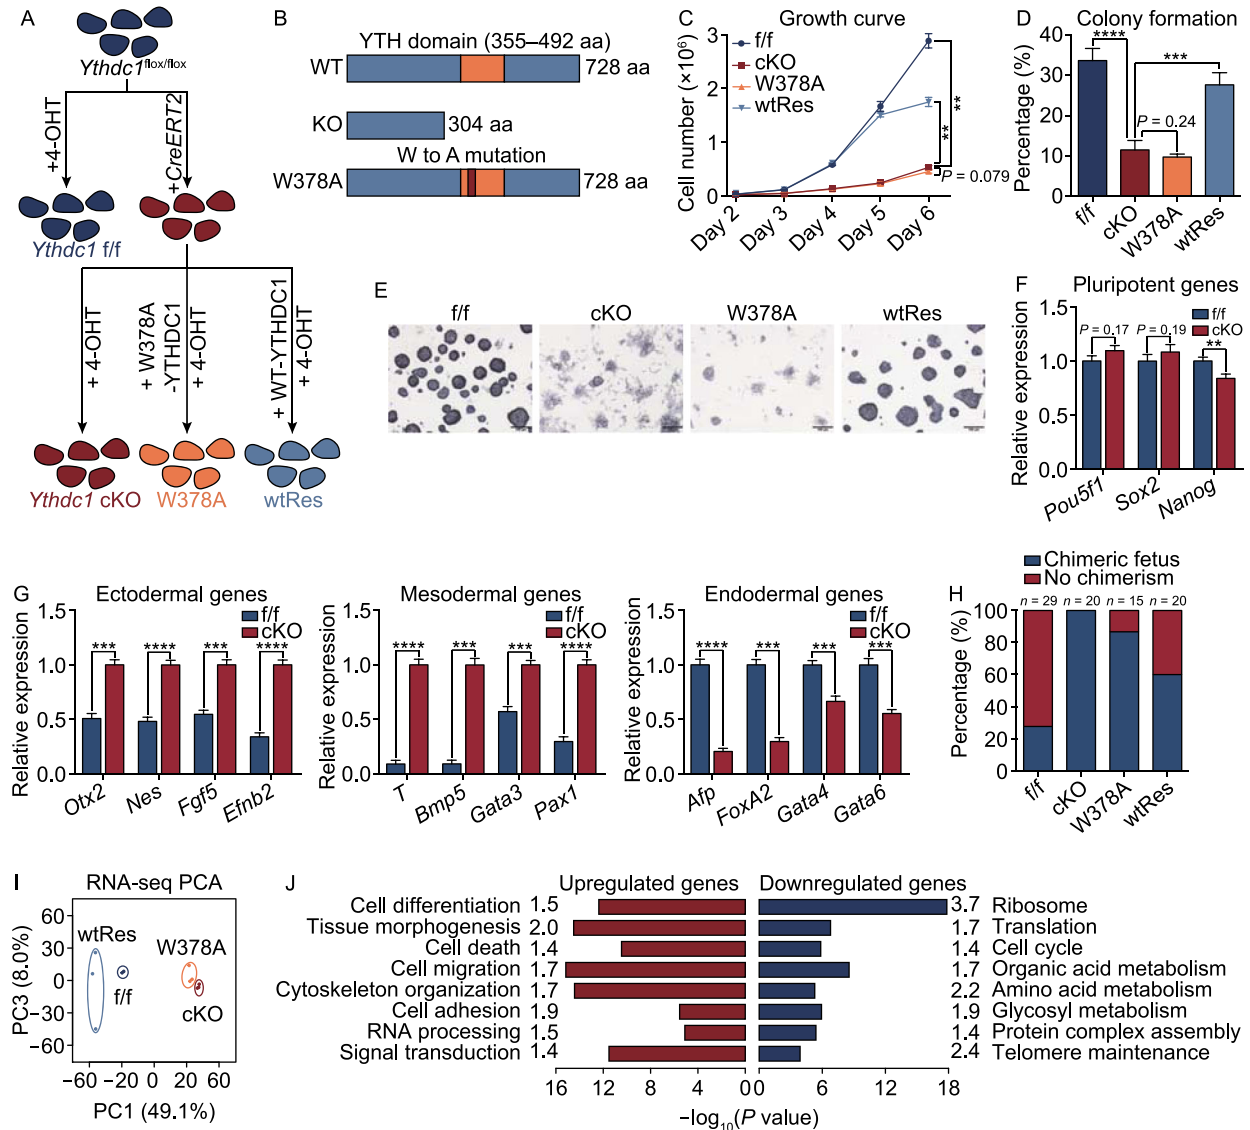 A
Ythdc1flox/flox
+4-OHT
+CreERT2
Ythdc1 f/f
+ 4-OHT
+ W378A
-YTHDC1
+ 4-OHT
+ WT-YTHDC1
+ 4-OHT
Ythdc1 cKO
W378A
wtRes
B
YTH domain (355–492 aa)
WT
728 aa
KO
304 aa
W to A mutation
W378A
728 aa
C
Growth curve
Cell number (×10⁶)
3
2
1
0
f/f
cKO
W378A
wtRes
**
**
P = 0.079
Day 2
Day 3
Day 4
Day 5
Day 6
D
Colony formation
Percentage (%)
40
30
20
10
0
****
***
P = 0.24
f/f
cKO
W378A
wtRes
E
f/f
cKO
W378A
wtRes
F
Pluripotent genes
Relative expression
1.5
1.0
0.5
0.0
f/f
cKO
P = 0.17
P = 0.19
**
Pou5f1
Sox2
Nanog
G
Ectodermal genes
Relative expression
1.5
1.0
0.5
0.0
f/f
cKO
***
****
***
****
Otx2
Nes
Fgf5
Efnb2
Mesodermal genes
Relative expression
1.5
1.0
0.5
0.0
f/f
cKO
****
***
***
****
T
Bmp5
Gata3
Pax1
Endodermal genes
Relative expression
1.5
1.0
0.5
0.0
f/f
cKO
****
***
***
***
Afp
FoxA2
Gata4
Gata6
H
Chimeric fetus
No chimerism
n = 29 n = 20 n = 15 n = 20
Percentage (%)
100
80
60
40
20
0
f/f
cKO
W378A
wtRes
I
RNA-seq PCA
PC3 (8.0%)
60
30
0
−30
−60
wtRes
f/f
W378A
cKO
−60 −20 0 20 60
PC1 (49.1%)
J
Upregulated genes
Downregulated genes
Cell differentiation 1.5
3.7 Ribosome
Tissue morphogenesis 2.0
1.7 Translation
Cell death 1.4
1.4 Cell cycle
Cell migration 1.7
1.7 Organic acid metabolism
Cytoskeleton organization 1.7
2.2 Amino acid metabolism
Cell adhesion 1.9
1.9 Glycosyl metabolism
RNA processing 1.5
1.4 Protein complex assembly
Signal transduction 1.4
2.4 Telomere maintenance
16 12 8 4 0
0 6 12 18
−log10(P value)